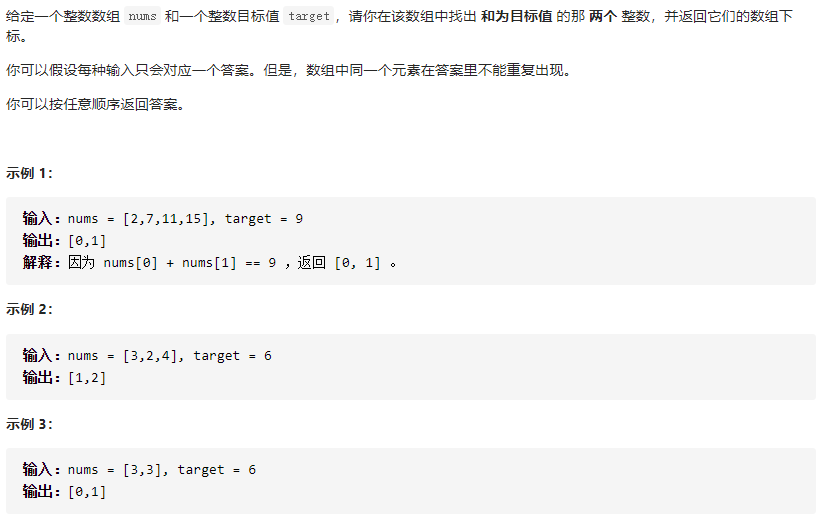 给定一个整数数组 nums 和一个整数目标值 target，请你在该数组中找出 和为目标值 的那 两个 整数，并返回它们的数组下
标。
你可以假设每种输入只会对应一个答案。但是，数组中同一个元素在答案里不能重复出现。
你可以按任意顺序返回答案。
示例 1：
输入：nums = [2,7,11,15], target = 9
输出：[0,1]
解释：因为 nums[0] + nums[1] == 9 ，返回 [0, 1] 。
示例 2：
输入：nums = [3,2,4], target = 6
输出：[1,2]
示例 3：
输入：nums = [3,3], target = 6
输出：[0,1]